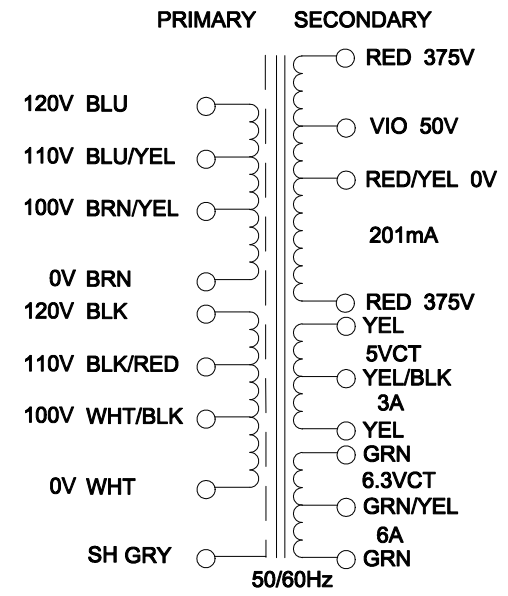 PRIMARY SECONDARY
RED 375V
120V BLU
VIO 50V
110V BLU/YEL
RED/YEL 0V
100V BRN/YEL
201mA
0V BRN
RED 375V
120V BLK
YEL
5VCT
110V BLK/RED
YEL/BLK
3A
100V WHT/BLK
YEL
GRN
6.3VCT
0V WHT
GRN/YEL
6A
SH GRY
GRN
50/60Hz